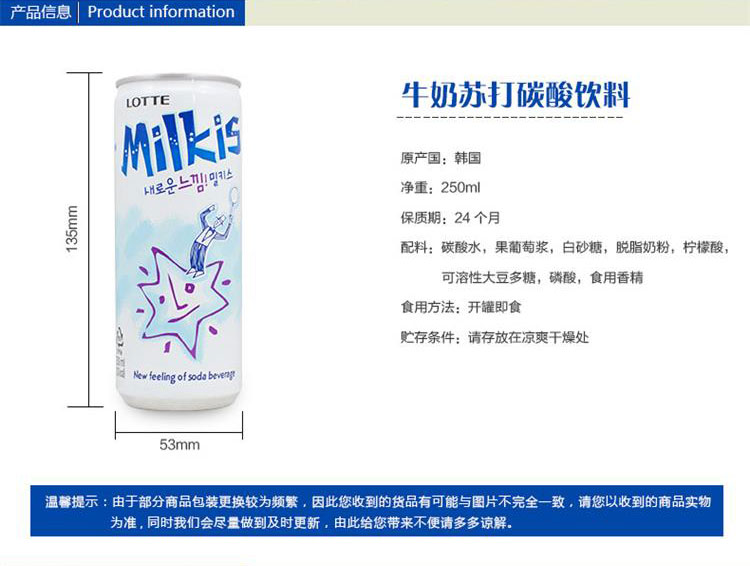 产品信息 | Product information
LOTTE
Milkis
새로운 느낌! 밀키스
New feeling of soda beverage
135mm
53mm
牛奶苏打碳酸饮料
原产国：韩国
净重：250ml
保质期：24 个月
配料：碳酸水，果葡萄浆，白砂糖，脱脂奶粉，柠檬酸，
可溶性大豆多糖，磷酸，食用香精
食用方法：开罐即食
贮存条件：请存放在凉爽干燥处
温馨提示：由于部分商品包装更换较为频繁，因此您收到的货品有可能与图片不完全一致，请您以收到的商品实物
为准，同时我们会尽量做到及时更新，由此给您带来不便请多多谅解。